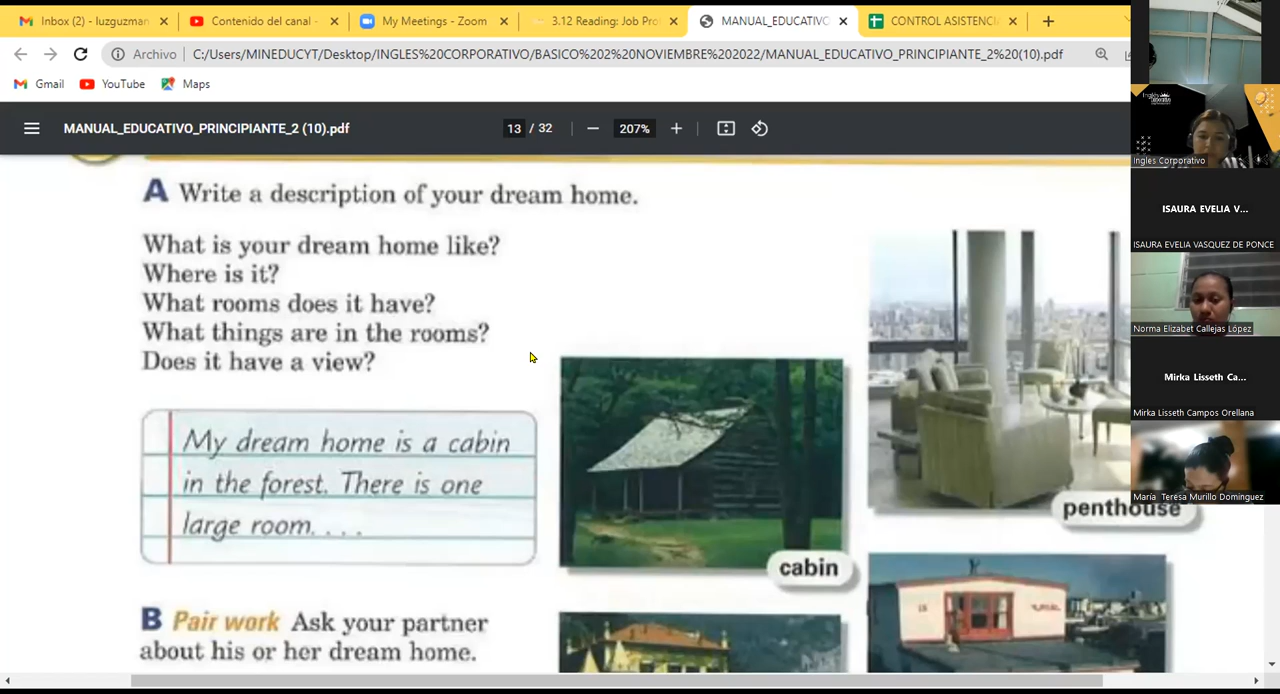 Inbox (2) - luzguzman
Contenido del canal -
My Meetings - Zoom
3.12 Reading: Job Pro
MANUAL_EDUCATIVO
CONTROL ASISTENCI
Archivo
C:/Users/MINEDUCYT/Desktop/INGLES%20CORPORATIVO/BASICO%202%20NOVIEMBRE%202022/MANUAL_EDUCATIVO_PRINCIPIANTE_2%20(10).pdf
Gmail
YouTube
Maps
MANUAL_EDUCATIVO_PRINCIPIANTE_2 (10).pdf
13 / 32
207%
A Write a description of your dream home.
What is your dream home like?
Where is it?
What rooms does it have?
What things are in the rooms?
Does it have a view?
My dream home is a cabin
in the forest. There is one
large room. . . .
cabin
penthouse
B Pair work Ask your partner
about his or her dream home.
Ingles Corporativo
ISAURA EVELIA V...
ISAURA EVELIA VASQUEZ DE PONCE
Norma Elizabet Callejas López
Mirka Lisseth Ca...
Mirka Lisseth Campos Orellana
María Teresa Murillo Domínguez